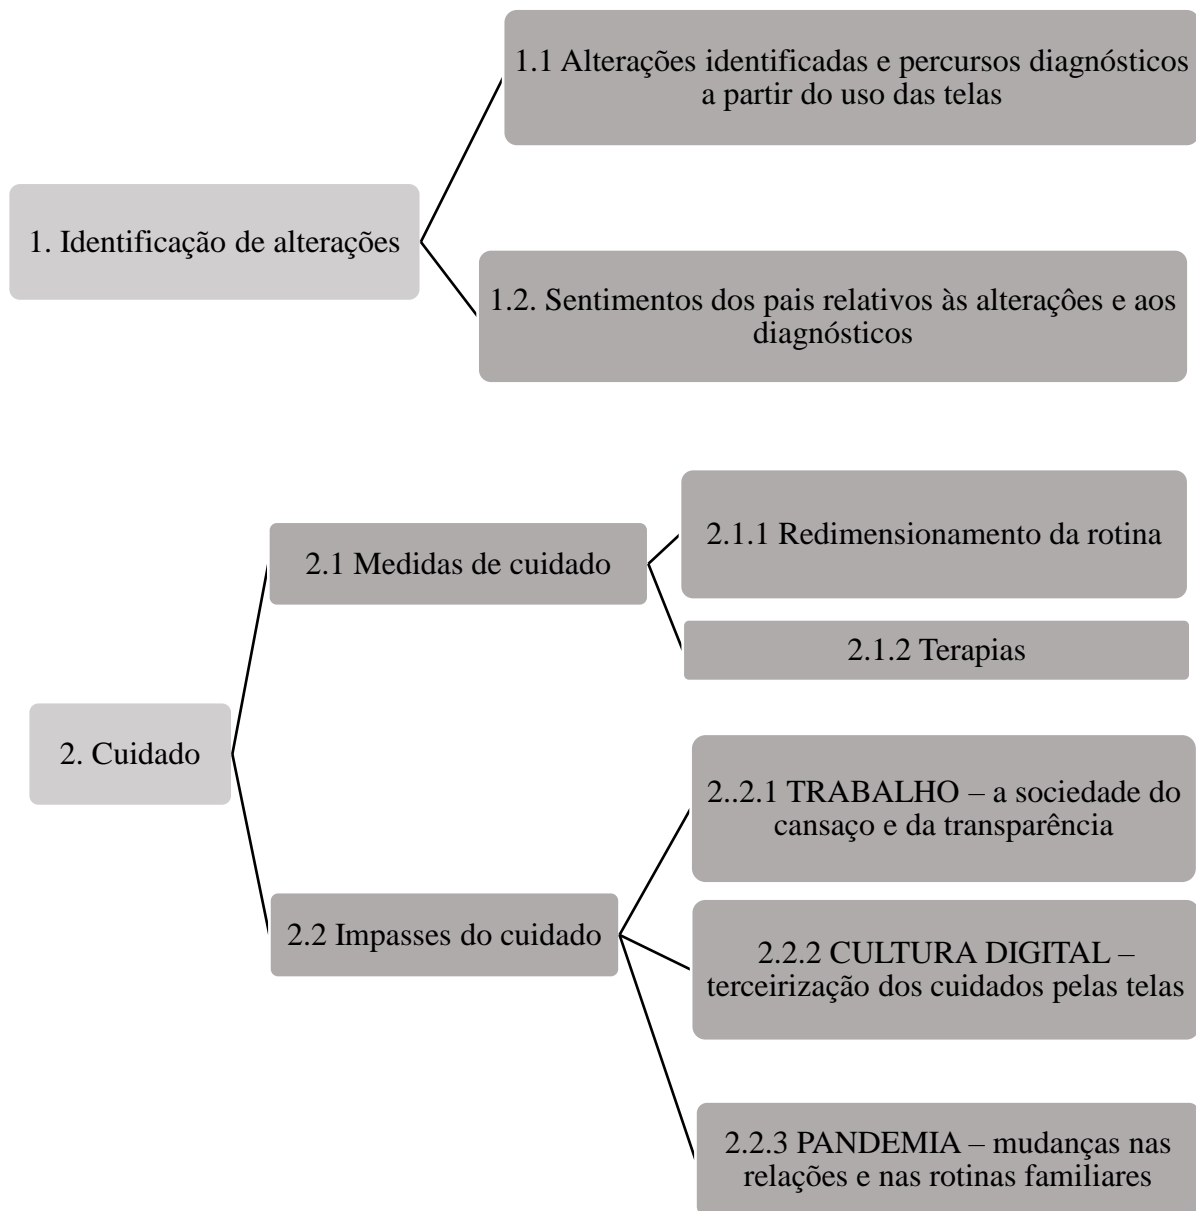 1.1 Alterações identificadas e percursos diagnósticos
a partir do uso das telas
1. Identificação de alterações
1.2. Sentimentos dos pais relativos às alteraçôes e aos
diagnósticos
2.1 Medidas de cuidado
2.1.1 Redimensionamento da rotina
2.1.2 Terapias
2. Cuidado
2..2.1 TRABALHO – a sociedade do
cansaço e da transparência
2.2 Impasses do cuidado
2.2.2 CULTURA DIGITAL –
terceirização dos cuidados pelas telas
2.2.3 PANDEMIA – mudanças nas
relações e nas rotinas familiares